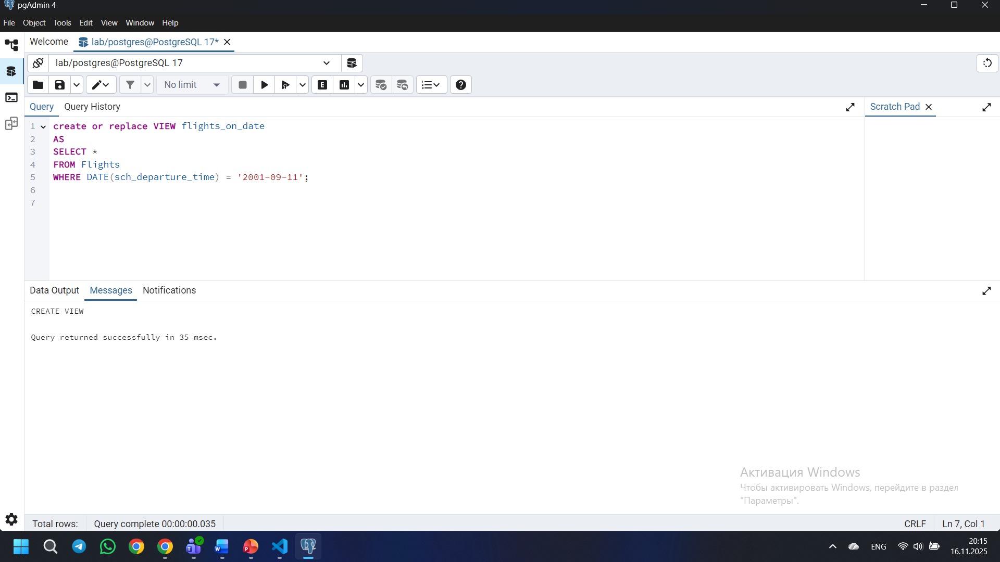 pgAdmin 4
File Object Tools Edit View Window Help
Welcome lab/postgres@PostgreSQL 17*
lab/postgres@PostgreSQL 17
No limit
Query Query History
Scratch Pad
1 create or replace VIEW flights_on_date
2 AS
3 SELECT *
4 FROM Flights
5 WHERE DATE(sch_departure_time) = '2001-09-11';
6
7
Data Output Messages Notifications
CREATE VIEW
Query returned successfully in 35 msec.
Активация Windows
Чтобы активировать Windows, перейдите в раздел
"Параметры".
Total rows: Query complete 00:00:00.035 CRLF Ln 7, Col 1
ENG
20:15
16.11.2025